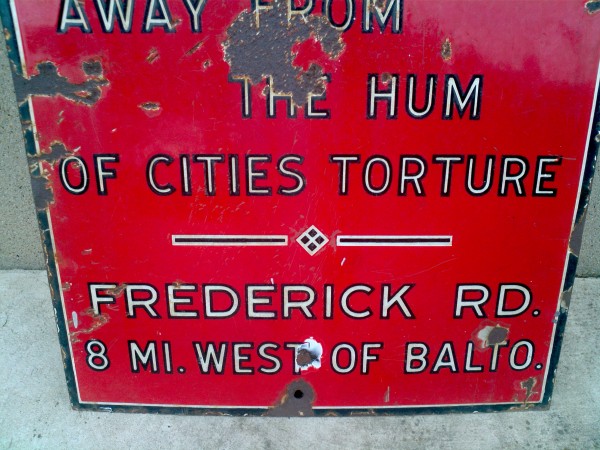 AWAY FROM
THE HUM
OF CITIES TORTURE
FREDERICK RD.
8 MI. WEST OF BALTO.